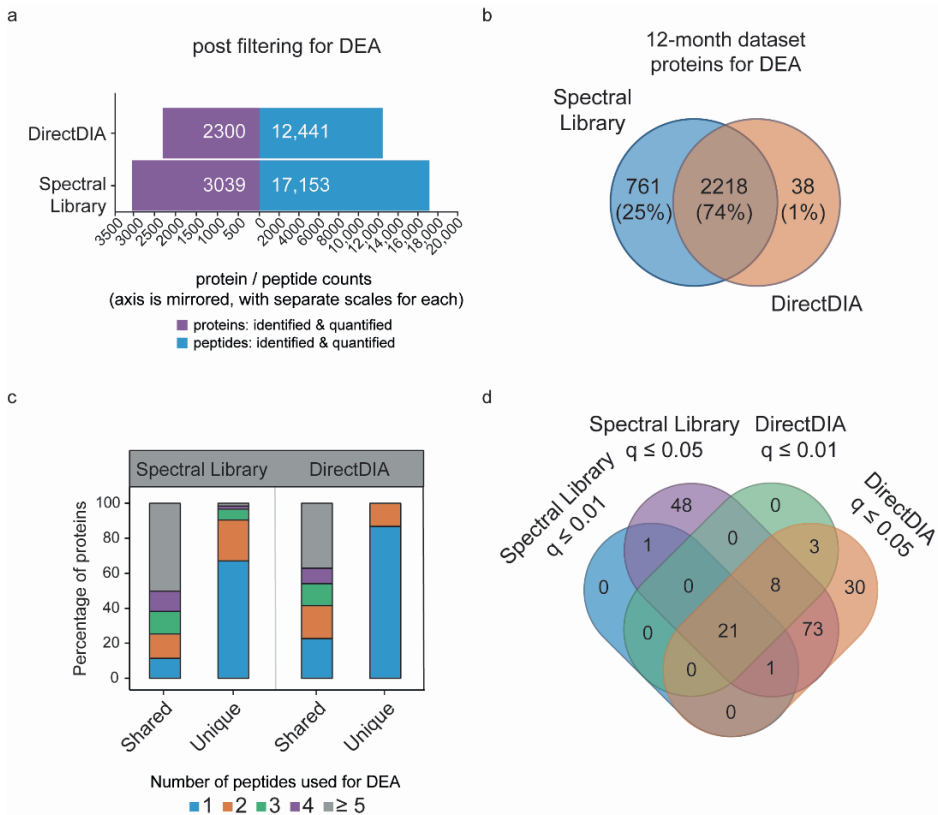 a
post filtering for DEA
DirectDIA
2300
12,441
Spectral
Library
3039
17,153
3500
3000
2500
2000
1500
1000
500
0
2000
4000
6000
8000
10,000
12,000
14,000
16,000
18,000
20,000
protein / peptide counts
(axis is mirrored, with separate scales for each)
proteins: identified & quantified
peptides: identified & quantified
b
12-month dataset
proteins for DEA
Spectral
Library
761
(25%)
2218
(74%)
38
(1%)
DirectDIA
c
Spectral Library
DirectDIA
Percentage of proteins
100
80
60
40
20
0
Shared
Unique
Shared
Unique
Number of peptides used for DEA
1 2 3 4 ≥ 5
d
Spectral Library
q ≤ 0.01
Spectral Library
q ≤ 0.05
DirectDIA
q ≤ 0.01
DirectDIA
q ≤ 0.05
48
0
1
0
3
0
0
8
30
0
21
73
0
1
0